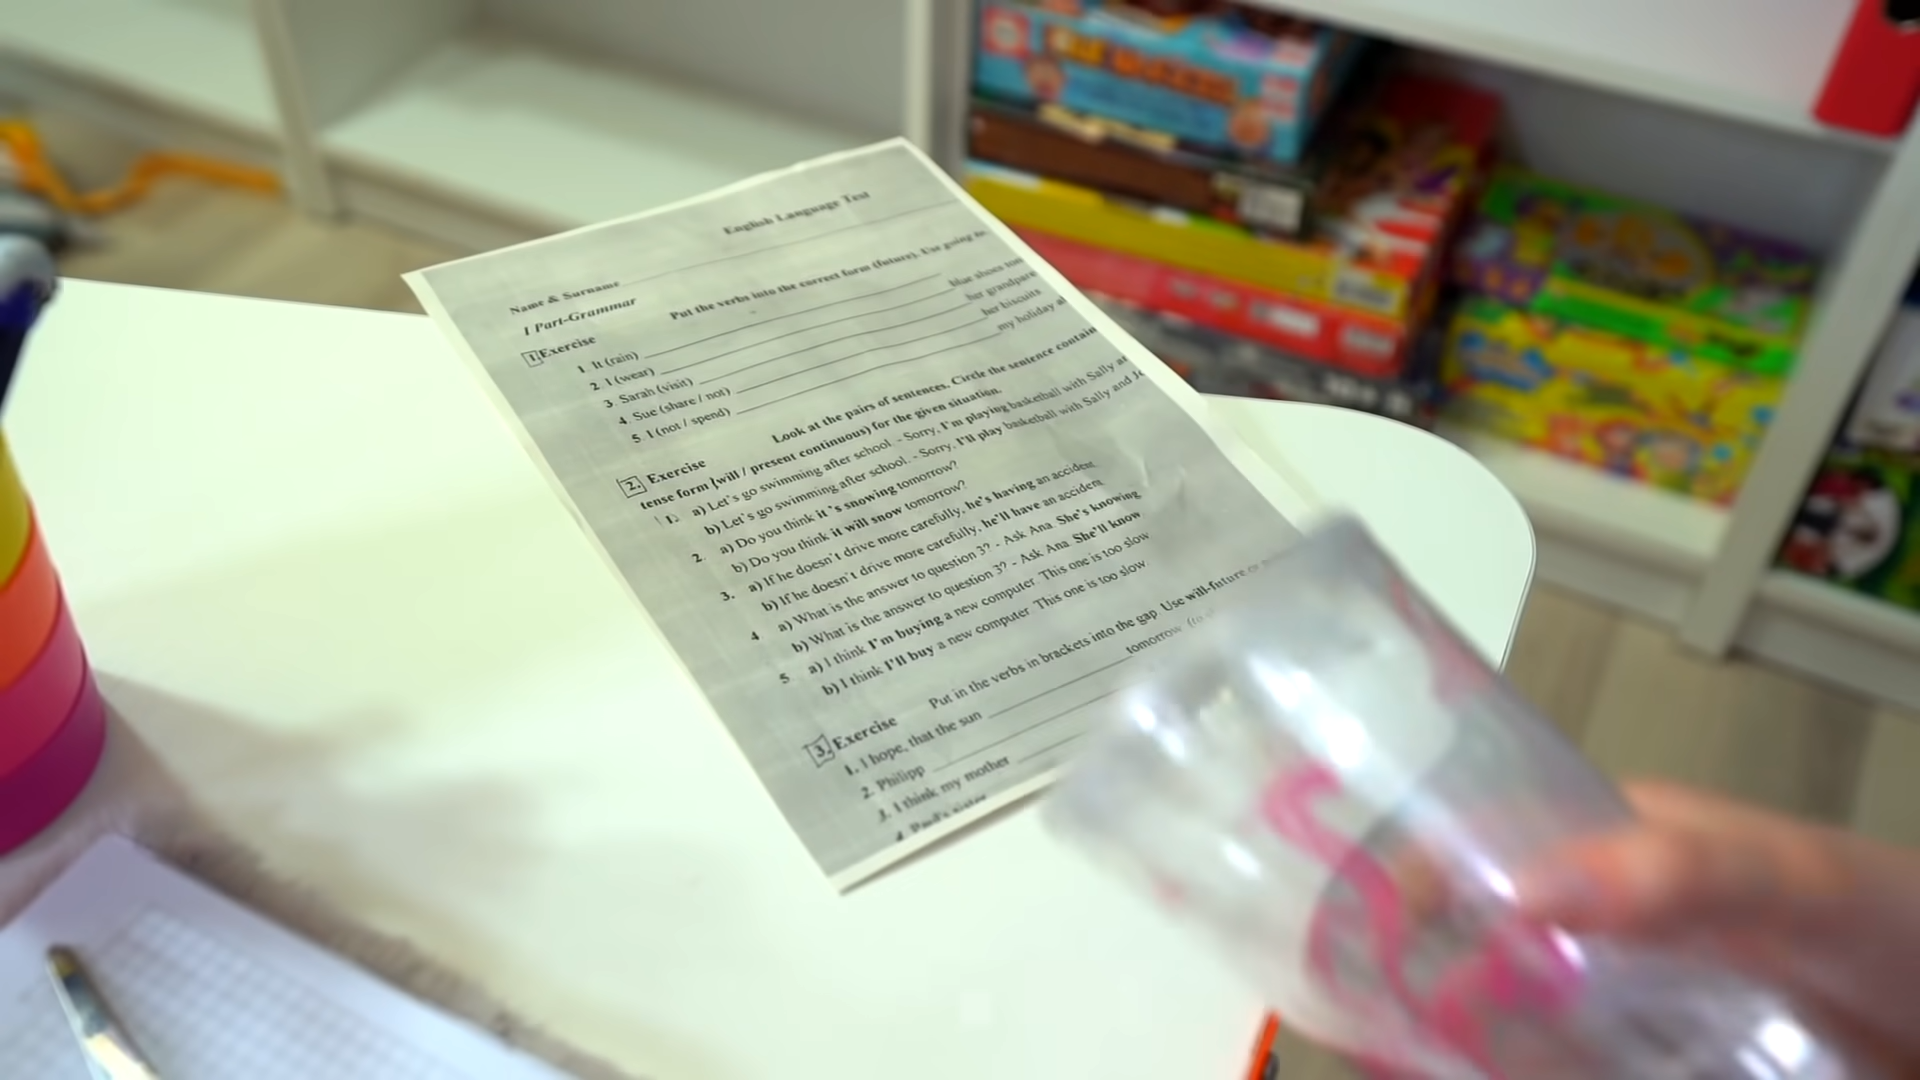 English Language Test
Name & Surname
1 Part-Grammar
1 Exercise Put the verbs into the correct form (future). Use going to
1. It (rain)
2. I (wear) blue shoes
3. Sarah (visit) her
4. Sue (share / not) her biscuits
5. I (not / spend) my holiday
2. Exercise Look at the pairs of sentences. Circle the sentence
tense form (will / present continuous) for the given situation.
1. a) Let's go swimming after school. - Sorry, I'm playing basketball with Sally
b) Let's go swimming after school. - Sorry, I'll play basketball with Sally and
2. a) Do you think it's snowing tomorrow?
b) Do you think it will snow tomorrow?
3. a) If he doesn't drive more carefully, he's having an accident.
b) If he doesn't drive more carefully, he'll have an accident.
4 a) What is the answer to question 3? - Ask Ana. She's knowing
b) What is the answer to question 3? - Ask Ana. She'll know
5 a) I think I'm buying a new computer. This one is too slow
b) I think I'll buy a new computer. This one is too slow.
3. Exercise Put in the verbs in brackets into the gap. Use will-future or
1. I hope, that the sun tomorrow
2. Philipp
3. I think my mother
4. Paul's sister